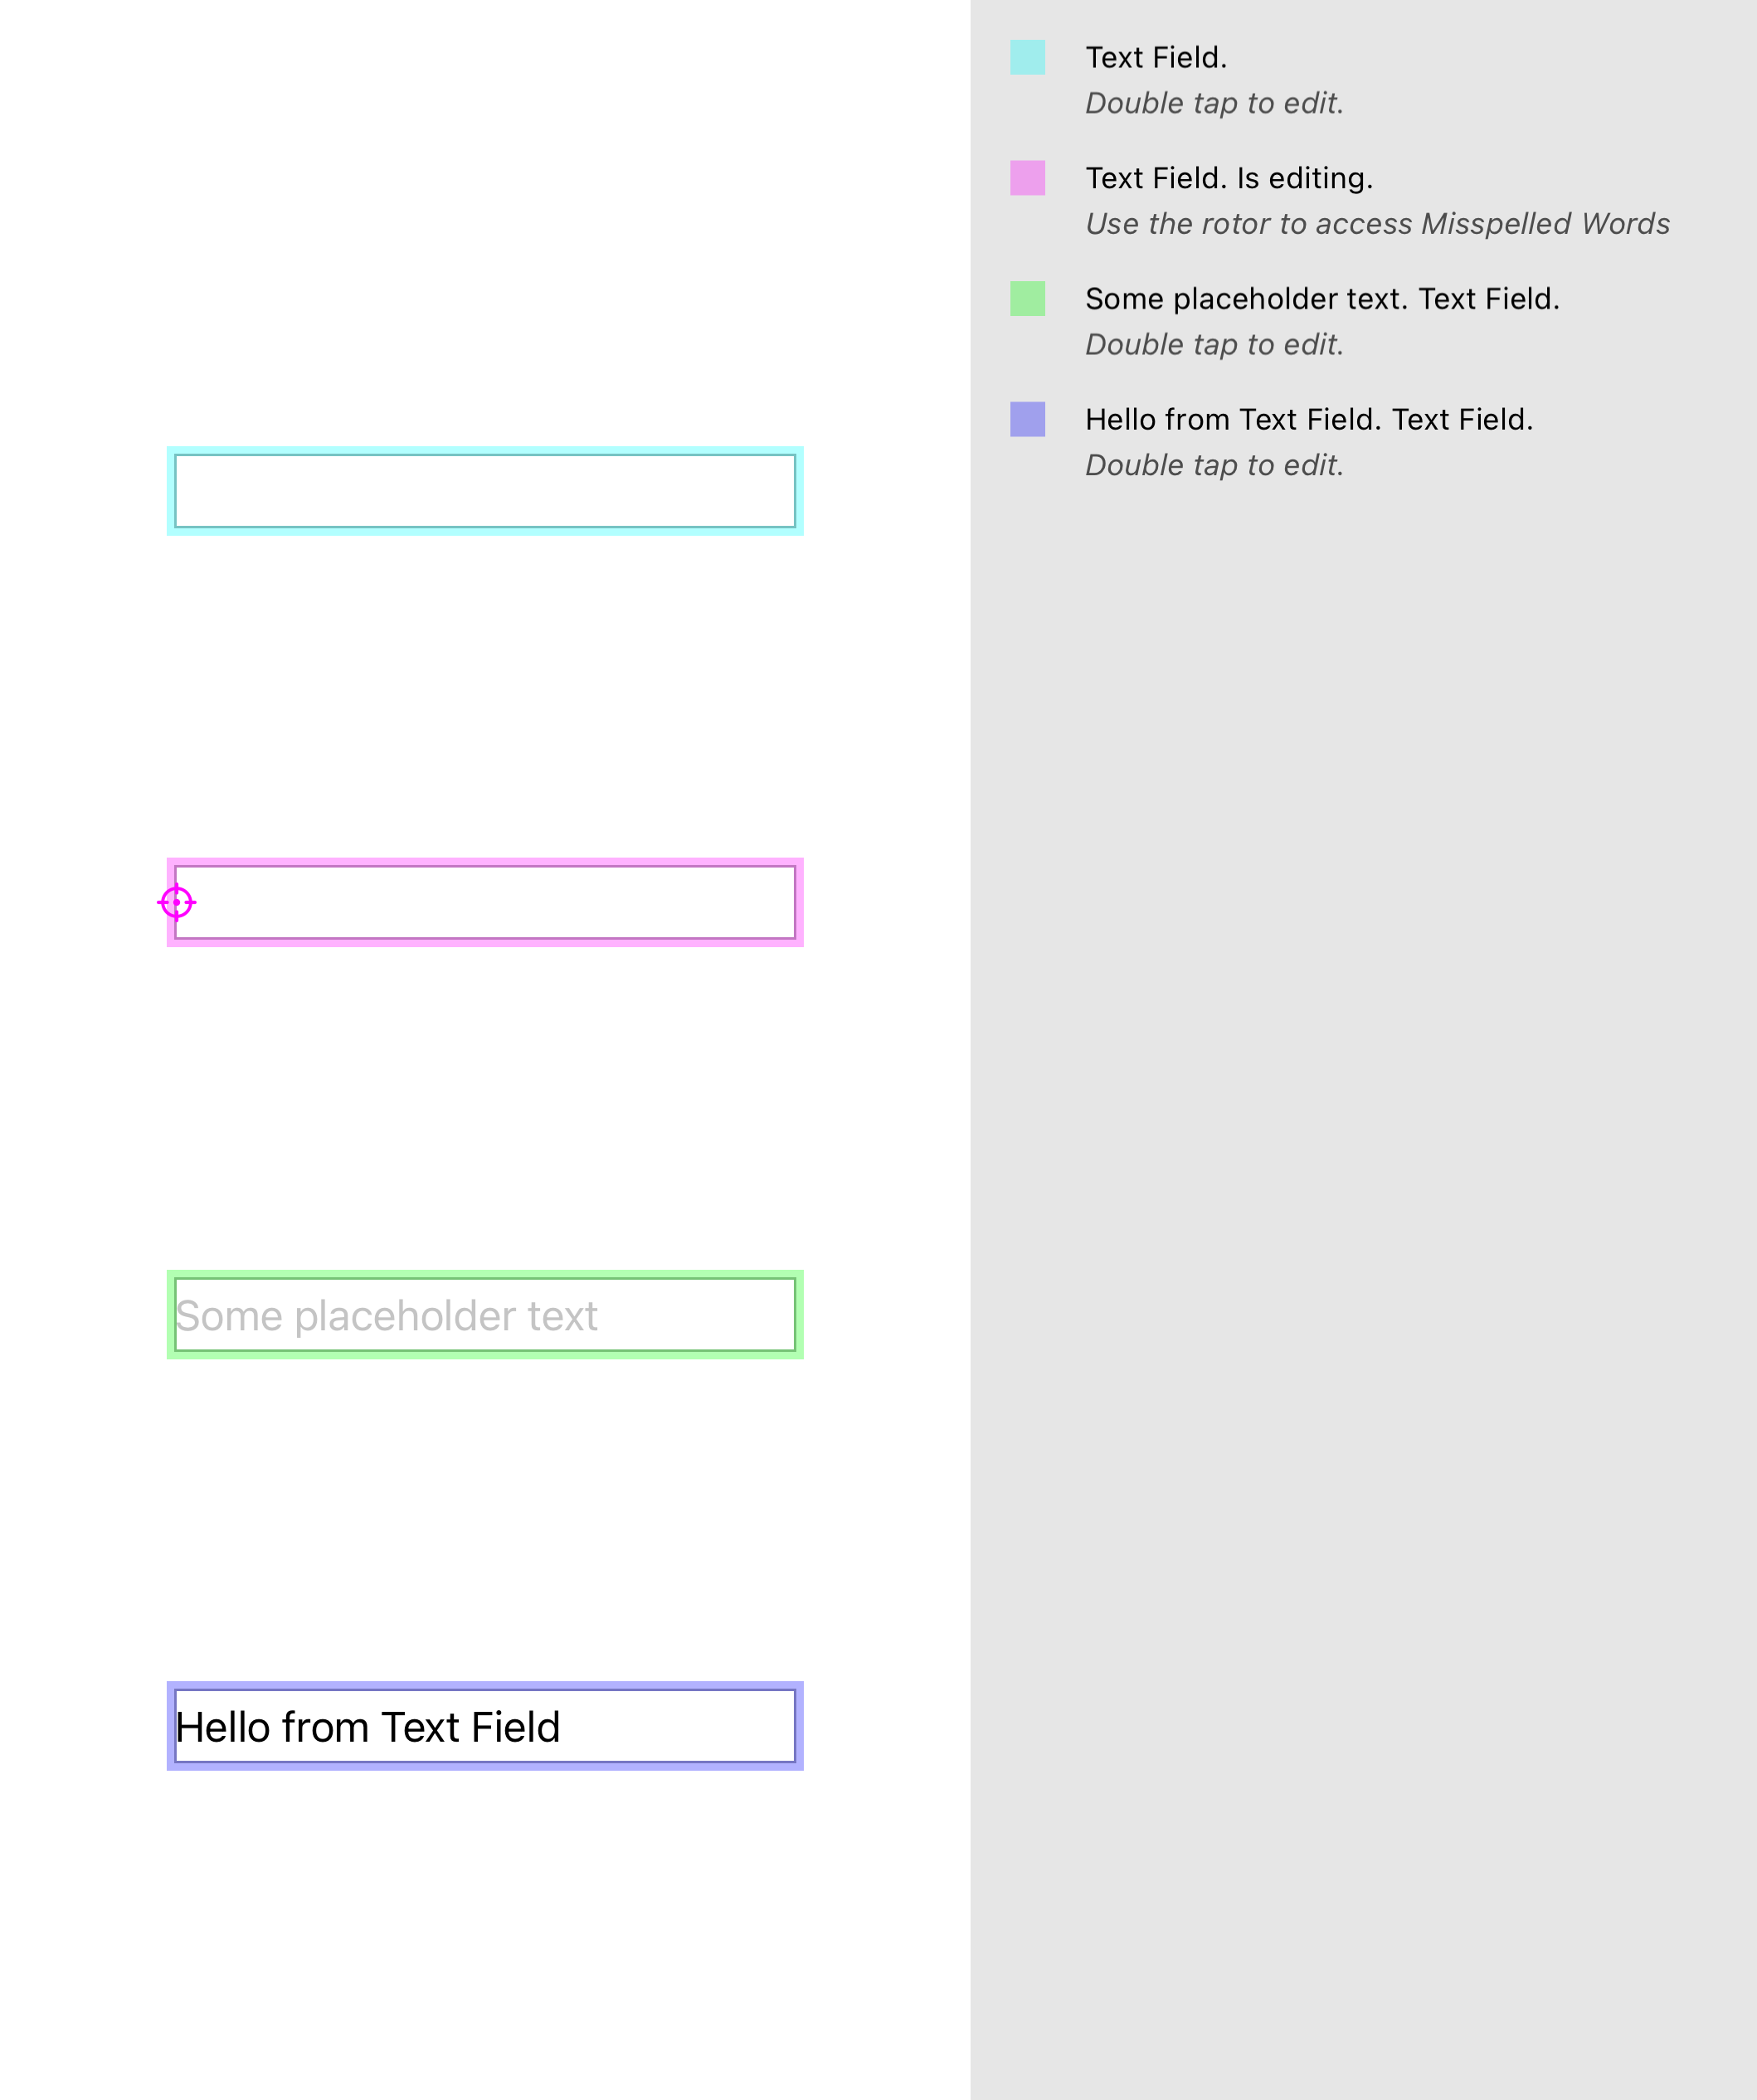 Text Field.
Double tap to edit.
Text Field. Is editing.
Use the rotor to access Misspelled Words
Some placeholder text. Text Field.
Double tap to edit.
Hello from Text Field. Text Field.
Double tap to edit.
Some placeholder text
Hello from Text Field